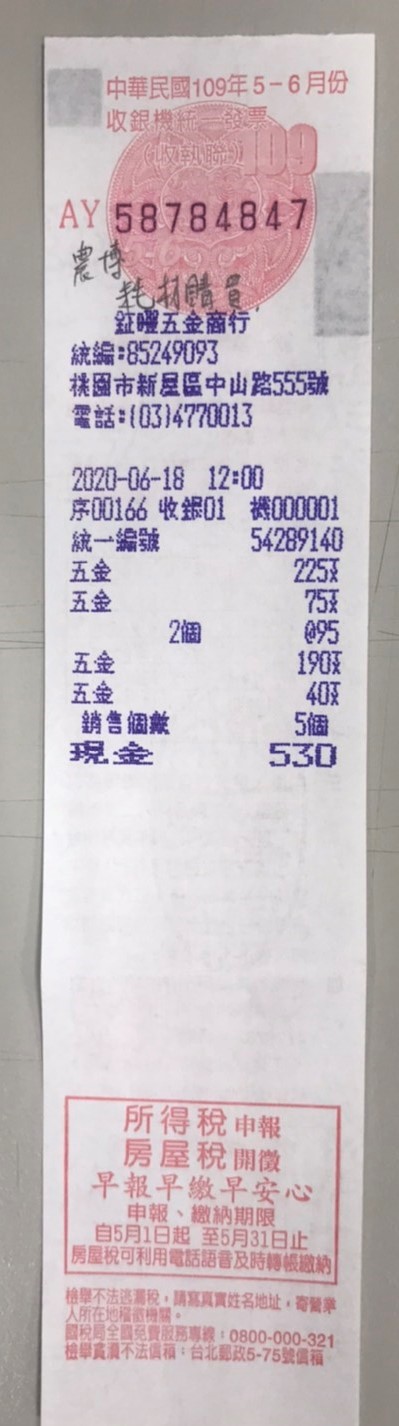 中華民國109年5-6月份
收銀機統一發票
(收執聯)
109
AY 58784847
農博
耗材購買
鉦曜五金商行
統編:85249093
桃園市新屋區中山路555號
電話:(03)4770013
2020-06-18 12:00
序00166 收銀01 機000001
統一編號 54289140
五金 225
五金 75
2個 @95
五金 190
五金 40
銷售個數 5個
現金 530
所得稅申報
房屋稅開徵
早報早繳早安心
申報、繳納期限
自5月1日起 至5月31日止
房屋稅可利用電話語音及時轉帳繳納
檢舉不法逃漏稅,請寫真實姓名地址,寄營業
人所在地稽徵機關。
國稅局全國免費服務專線:0800-000-321
檢舉貪瀆不法信箱:台北郵政5-75號信箱